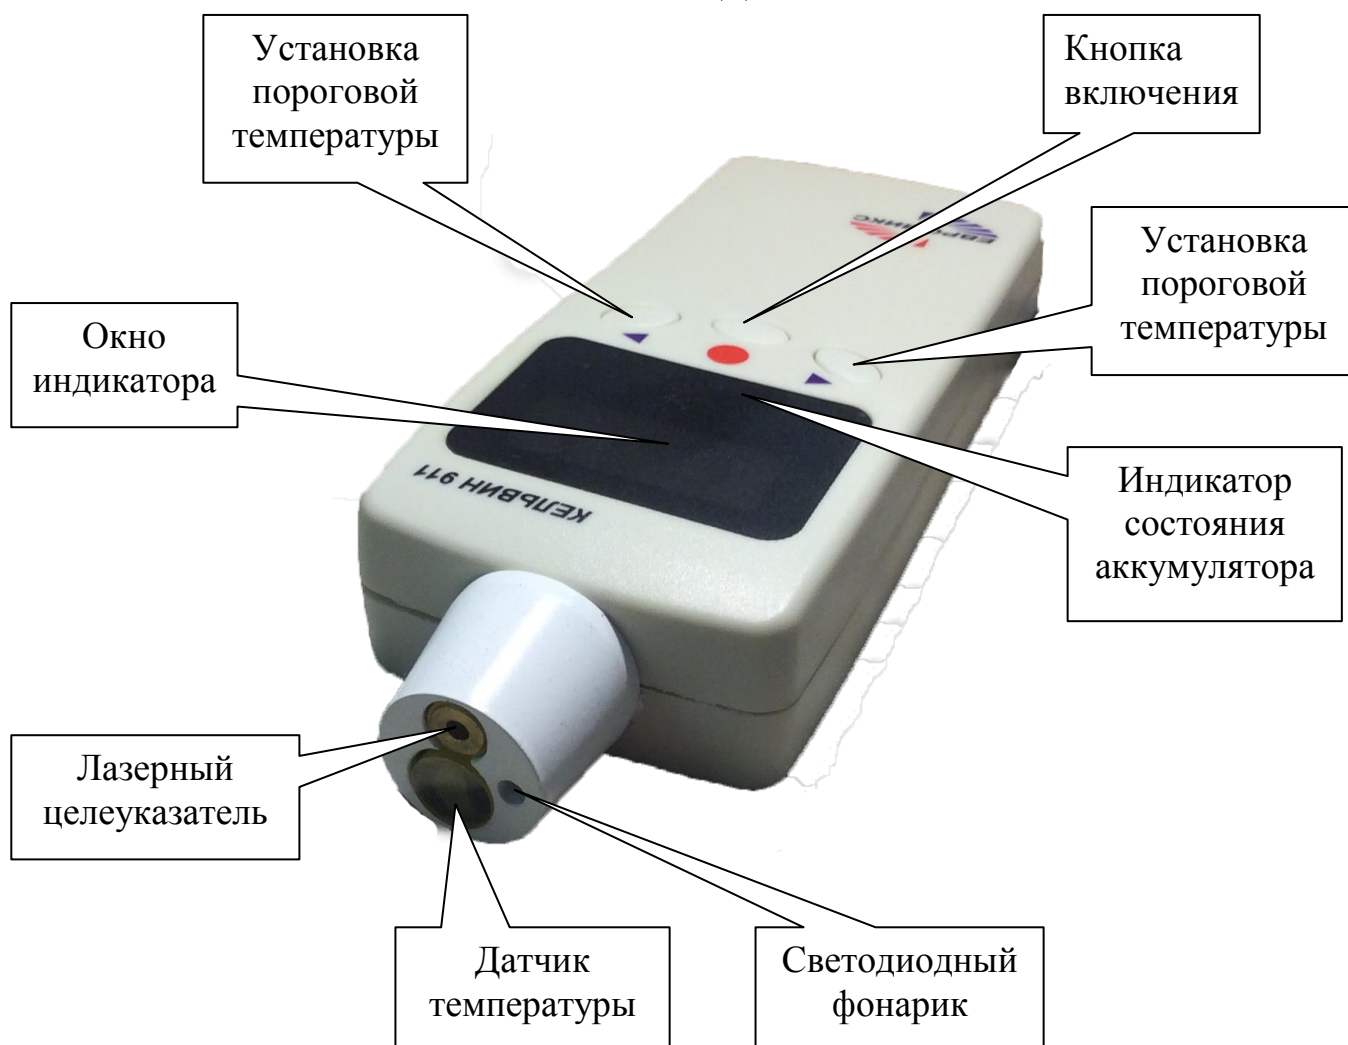 Установка
пороговой
температуры
Кнопка
включения
Установка
пороговой
температуры
Окно
индикатора
ЕВРОМИКС
КЕЛЬВИН 911
Индикатор
состояния
аккумулятора
Лазерный
целеуказатель
Датчик
температуры
Светодиодный
фонарик